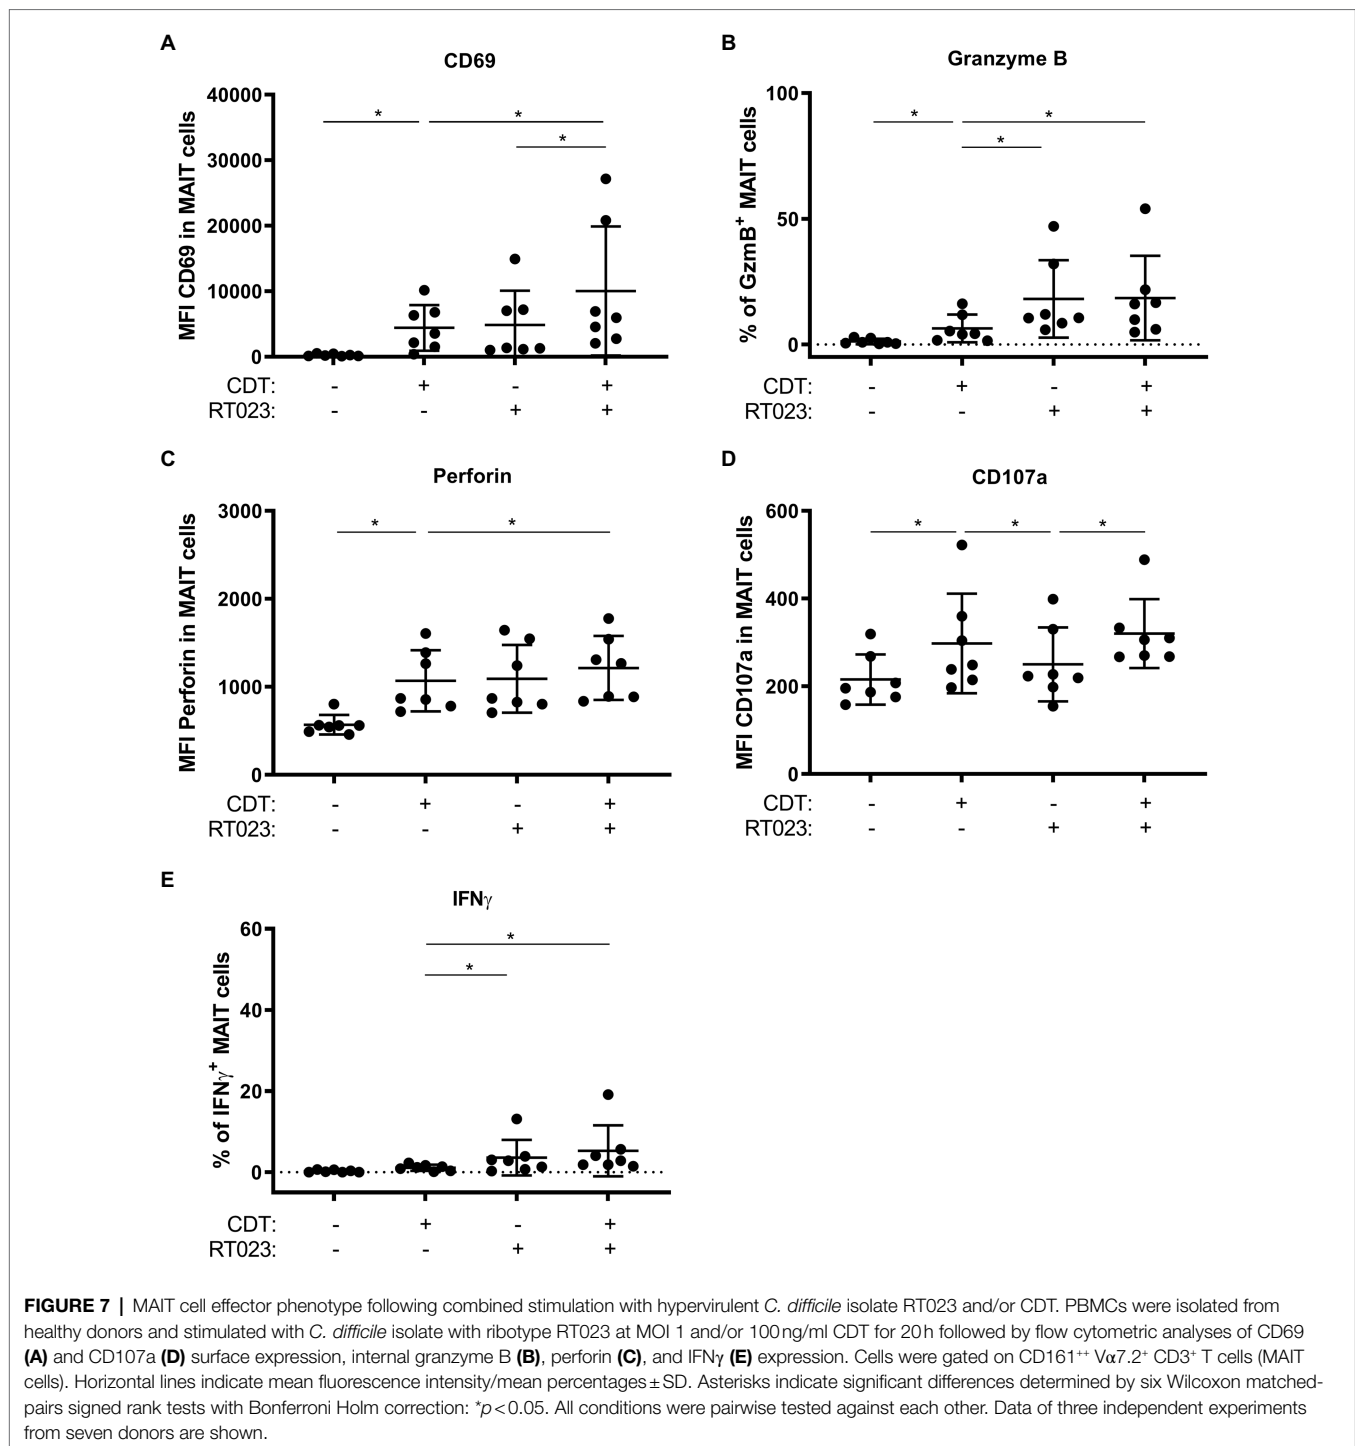 A
CD69
MFI CD69 in MAIT cells
40000
30000
20000
10000
0
* * *
CDT: - + - +
RT023: - - + +
B
Granzyme B
% of GzmB⁺ MAIT cells
100
50
0
* * *
CDT: - + - +
RT023: - - + +
C
Perforin
MFI Perforin in MAIT cells
3000
2000
1000
0
* *
CDT: - + - +
RT023: - - + +
D
CD107a
MFI CD107a in MAIT cells
600
400
200
0
* * *
CDT: - + - +
RT023: - - + +
E
IFNγ
% of IFNγ⁺ MAIT cells
60
40
20
0
* *
CDT: - + - +
RT023: - - + +
FIGURE 7 | MAIT cell effector phenotype following combined stimulation with hypervirulent C. difficile isolate RT023 and/or CDT. PBMCs were isolated from
healthy donors and stimulated with C. difficile isolate with ribotype RT023 at MOI 1 and/or 100 ng/ml CDT for 20 h followed by flow cytometric analyses of CD69
(A) and CD107a (D) surface expression, internal granzyme B (B), perforin (C), and IFNγ (E) expression. Cells were gated on CD161⁺⁺ Vα7.2⁺ CD3⁺ T cells (MAIT
cells). Horizontal lines indicate mean fluorescence intensity/mean percentages ± SD. Asterisks indicate significant differences determined by six Wilcoxon matched-
pairs signed rank tests with Bonferroni Holm correction: *p < 0.05. All conditions were pairwise tested against each other. Data of three independent experiments
from seven donors are shown.